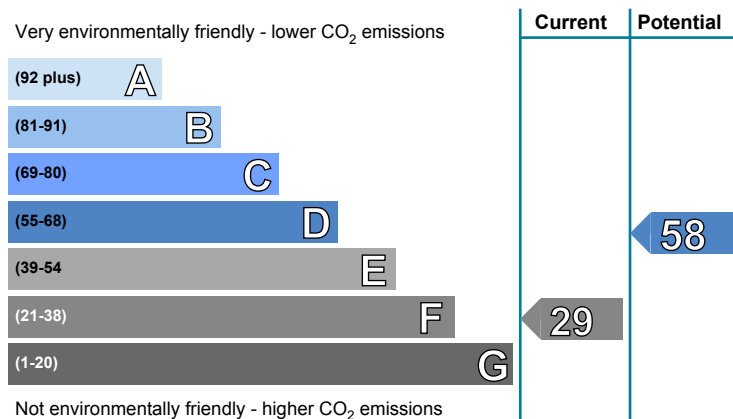 Current Potential
Very environmentally friendly - lower CO₂ emissions
(92 plus) A
(81-91) B
(69-80) C
(55-68) D
58
(39-54 E
(21-38) F
29
(1-20) G
Not environmentally friendly - higher CO₂ emissions